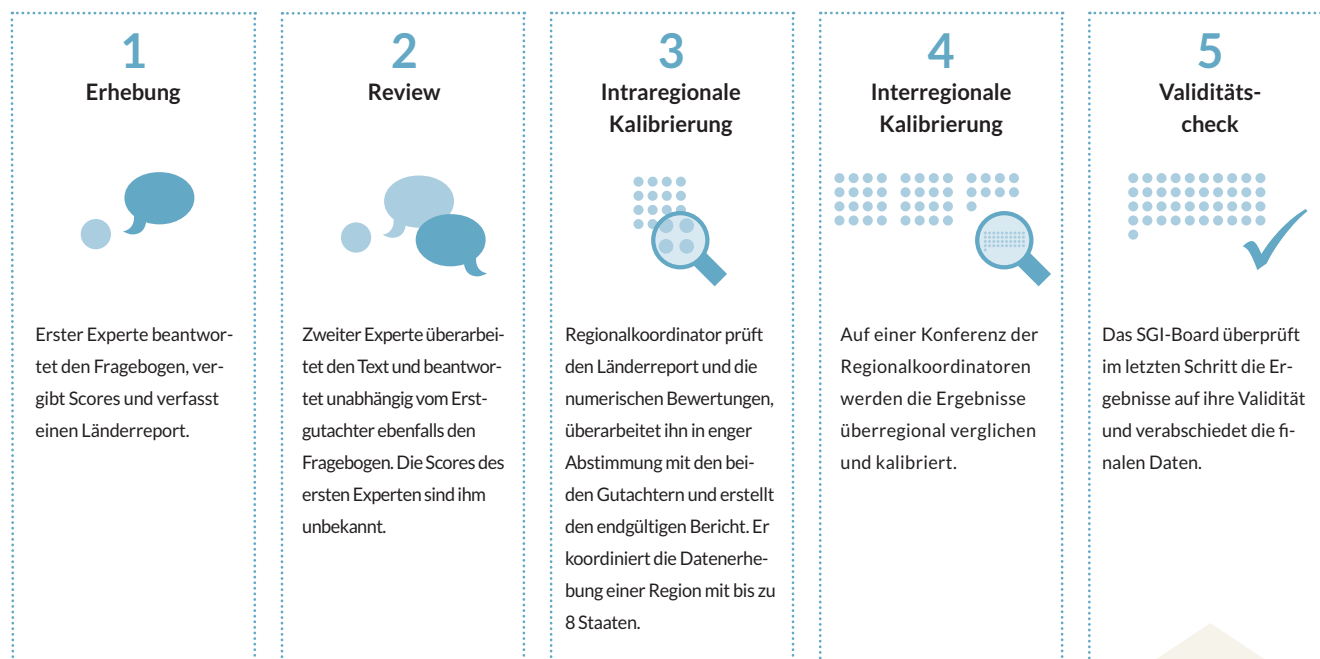 1
Erhebung
Erster Experte beantwor-
tet den Fragebogen, ver-
gibt Scores und verfasst
einen Länderreport.
2
Review
Zweiter Experte überarbei-
tet den Text und beantwor-
tet unabhängig vom Erst-
gutachter ebenfalls den
Fragebogen. Die Scores des
ersten Experten sind ihm
unbekannt.
3
Intraregionale
Kalibrierung
Regionalkoordinator prüft
den Länderreport und die
numerischen Bewertungen,
überarbeitet ihn in enger
Abstimmung mit den bei-
den Gutachtern und erstellt
den endgültigen Bericht. Er
koordiniert die Datenerhe-
bung einer Region mit bis zu
8 Staaten.
4
Interregionale
Kalibrierung
Auf einer Konferenz der
Regionalkoordinatoren
werden die Ergebnisse
überregional verglichen
und kalibriert.
5
Validitäts-
check
Das SGI-Board überprüft
im letzten Schritt die Er-
gebnisse auf ihre Validität
und verabschiedet die fi-
nalen Daten.